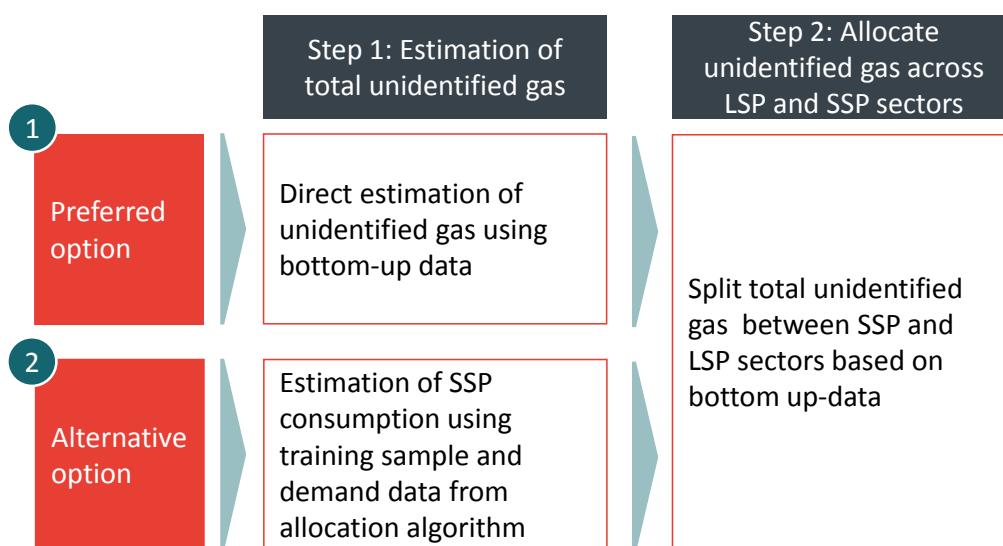 Step 1: Estimation of
total unidentified gas
Step 2: Allocate
unidentified gas across
LSP and SSP sectors
1
Preferred
option
Direct estimation of
unidentified gas using
bottom-up data
2
Alternative
option
Estimation of SSP
consumption using
training sample and
demand data from
allocation algorithm
Split total unidentified
gas between SSP and
LSP sectors based on
bottom up-data